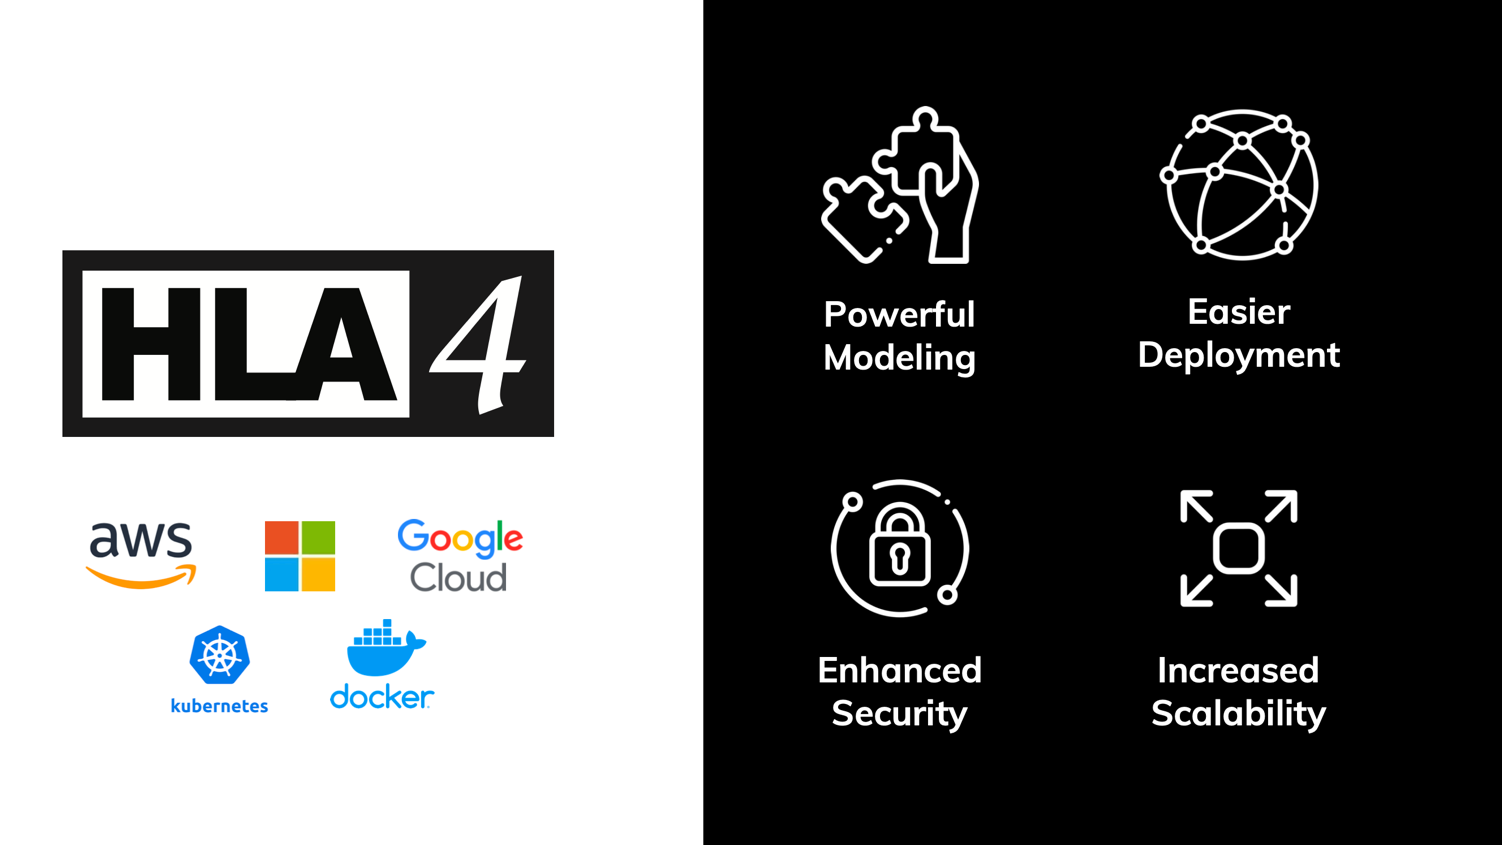 HLA 4
aws
Google
Cloud
kubernetes
docker
Powerful
Modeling
Easier
Deployment
Enhanced
Security
Increased
Scalability